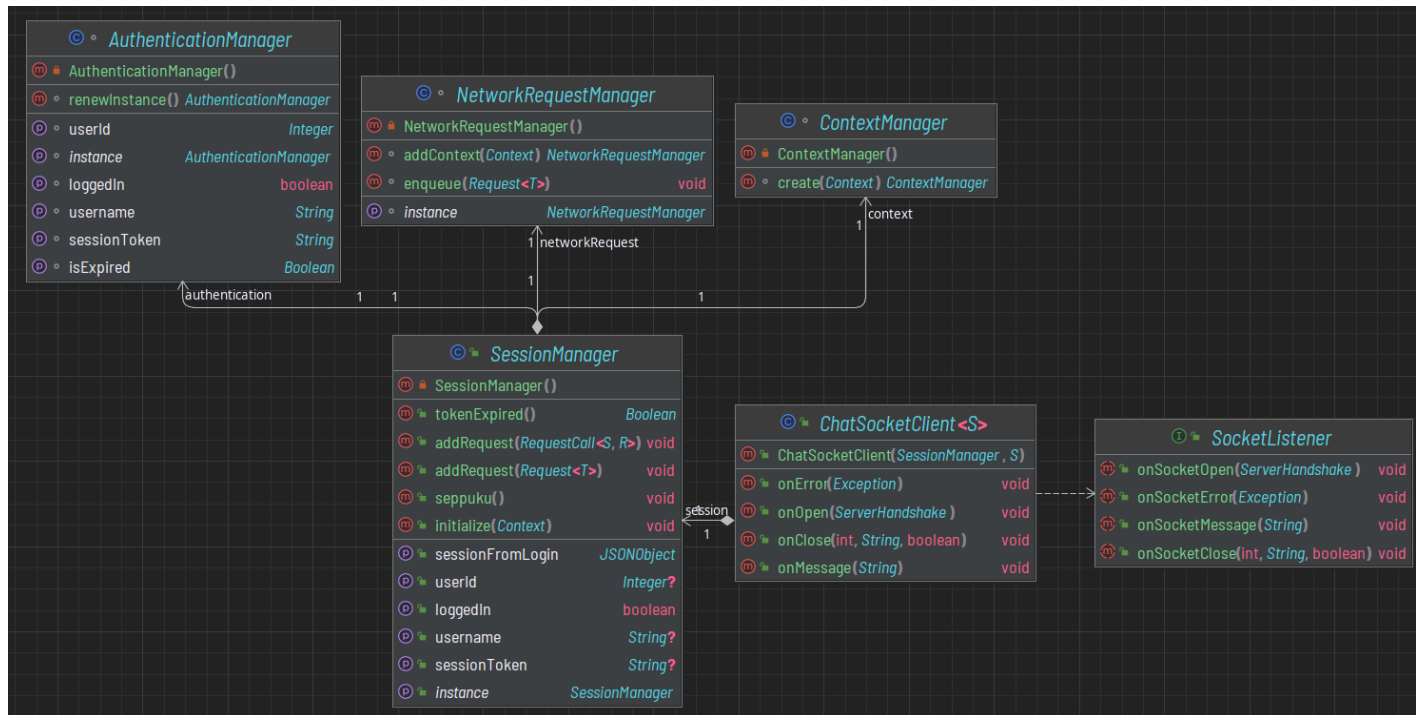 AuthenticationManager
AuthenticationManager()
renewInstance() AuthenticationManager
userId Integer
instance AuthenticationManager
loggedIn boolean
username String
sessionToken String
isExpired Boolean
NetworkRequestManager
NetworkRequestManager()
addContext(Context) NetworkRequestManager
enqueue(Request<T>) void
instance NetworkRequestManager
ContextManager
ContextManager()
create(Context) ContextManager
context
1
1 networkRequest
1
authentication 1 1 1
SessionManager
SessionManager()
tokenExpired() Boolean
addRequest(RequestCall<S, R>) void
addRequest(Request<T>) void
seppuku() void
initialize(Context) void
sessionFromLogin JSONObject
userId Integer?
loggedIn boolean
username String?
sessionToken String?
instance SessionManager
session
1
1
ChatSocketClient<S>
ChatSocketClient(SessionManager , S)
onError(Exception) void
onOpen(ServerHandshake ) void
onClose(int, String, boolean) void
onMessage(String) void
SocketListener
onSocketOpen(ServerHandshake ) void
onSocketError(Exception) void
onSocketMessage(String) void
onSocketClose(int, String, boolean) void